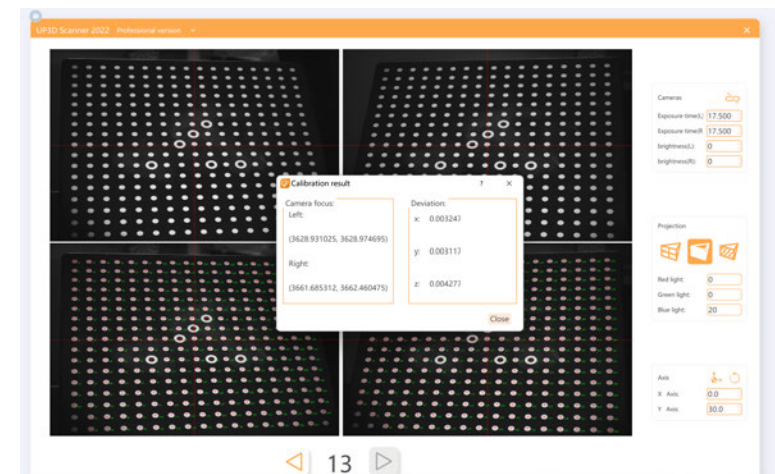 UP3D Scanner 2022 Professional version
Cameras
Exposure time(L) 17.500
Exposure time(R 17.500
brightness(L): 0
brightness(R): 0
Calibration result ? ×
Camera focus:
Left:
(3628.931025, 3628.974695)
Right:
(3661.685312, 3662.460475)
Deviation:
x: 0.003247
y: 0.003117
z: 0.004277
Close
Projection
Red light: 0
Green light: 0
Blue light: 20
Axis
X Axis: 0.0
Y Axis: 30.0
13